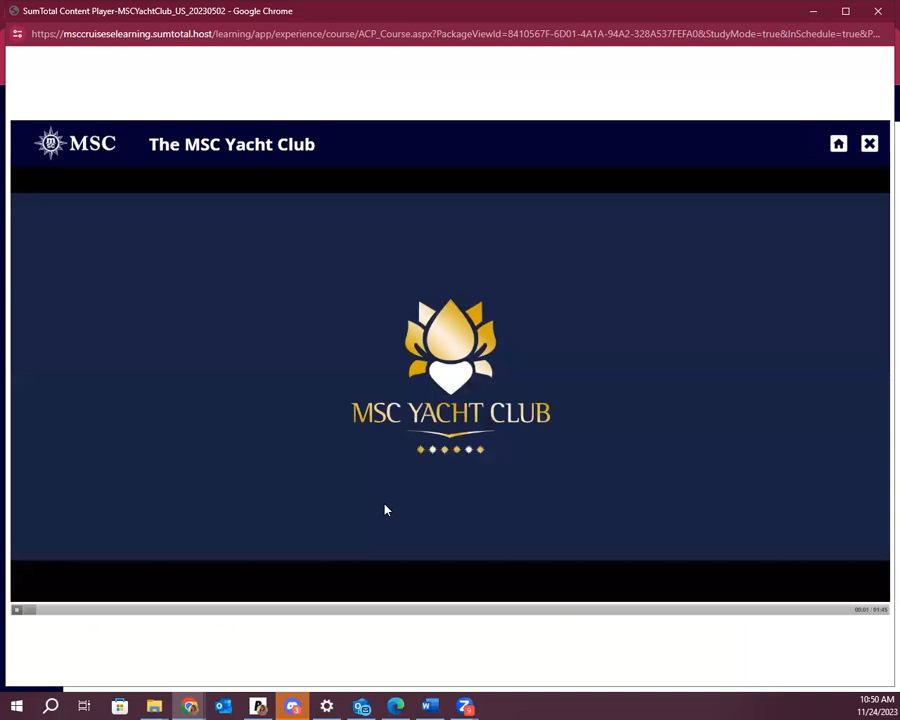 SumTotal Content Player-MSCYachtClub_US_20230502 - Google Chrome
https://msccruiseselearning.sumtotal.host/learning/app/experience/course/ACP_Course.aspx?PackageViewId=8410567F-6D01-4A1A-94A2-328A537FEFA0&StudyMode=true&InSchedule=true&P...
MSC
The MSC Yacht Club
MSC YACHT CLUB
00:01 / 01:45
10:50 AM
11/24/2023